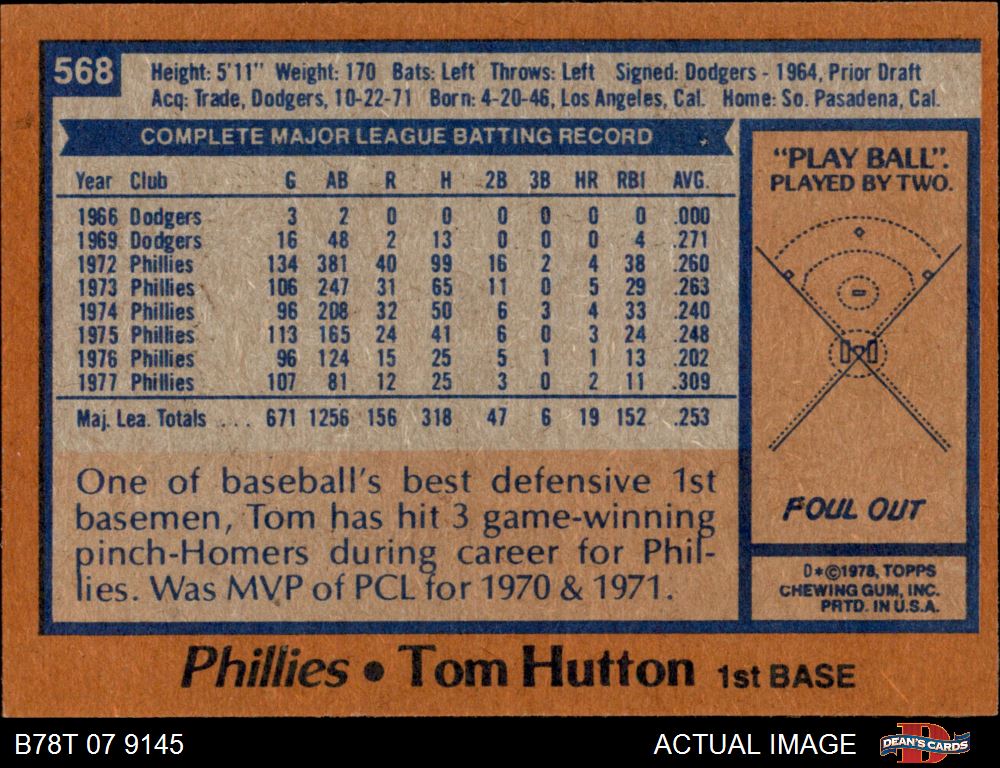 568
Height: 5'11" Weight: 170 Bats: Left Throws: Left Signed: Dodgers - 1964, Prior Draft
Acq: Trade, Dodgers, 10-22-71 Born: 4-20-46, Los Angeles, Cal. Home: So. Pasadena, Cal.
COMPLETE MAJOR LEAGUE BATTING RECORD
Year Club G AB R H 2B 3B HR RBI AVG.
1966 Dodgers 3 2 0 0 0 0 0 0 .000
1969 Dodgers 16 48 2 13 0 0 0 4 .271
1972 Phillies 134 381 40 99 16 2 4 38 .260
1973 Phillies 106 247 31 65 11 0 5 29 .263
1974 Phillies 96 208 32 50 6 3 4 33 .240
1975 Phillies 113 165 24 41 6 0 3 24 .248
1976 Phillies 96 124 15 25 5 1 1 13 .202
1977 Phillies 107 81 12 25 3 0 2 11 .309
Maj. Lea. Totals . . . 671 1256 156 318 47 6 19 152 .253
One of baseball's best defensive 1st
basemen, Tom has hit 3 game-winning
pinch-Homers during career for Phil-
lies. Was MVP of PCL for 1970 & 1971.
"PLAY BALL".
PLAYED BY TWO.
FOUL OUT
D*©1978, TOPPS
CHEWING GUM, INC.
PRTD. IN U.S.A.
Phillies • Tom Hutton 1st BASE
B78T 07 9145
ACTUAL IMAGE
D
DEAN'S CARDS